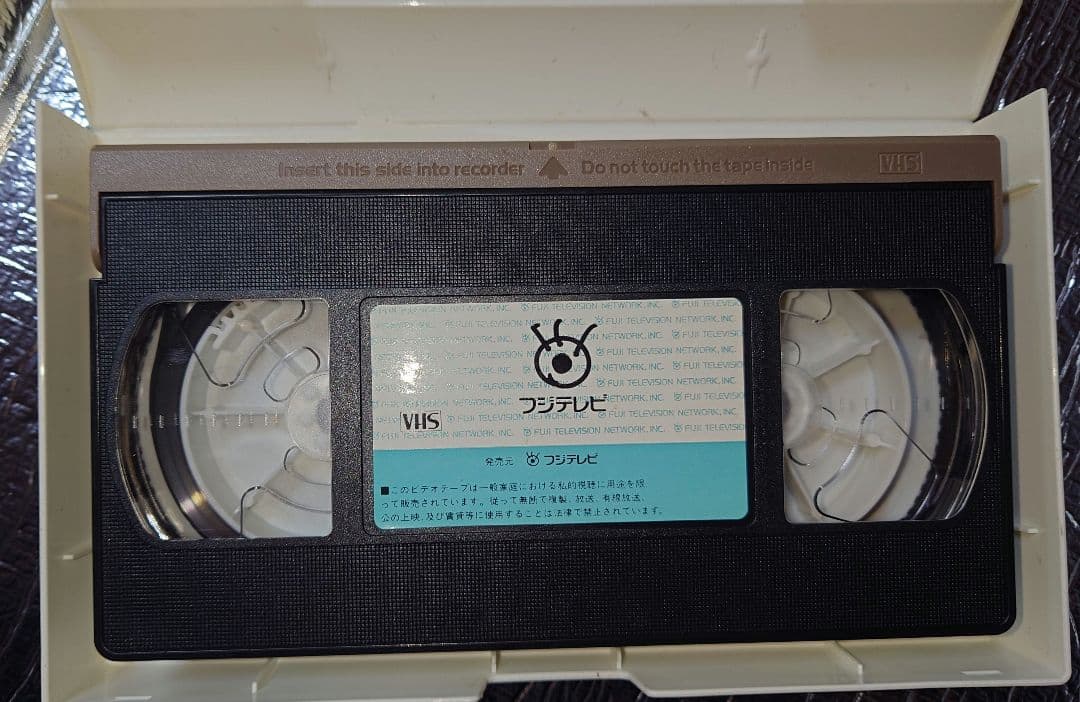 Insert this side into recorder Do not touch the tape inside VHS
FUJI TELEVISION NETWORK, INC. FUJI TELEVISION NETWORK, INC.
フジテレビ
VHS
発売元 フジテレビ
■このビデオテープは一般家庭における私的視聴に用途を限
って販売されています。従って無断で複製、放送、有線放送、
公の上映、及び賃貸等に使用することは法律で禁止されています。